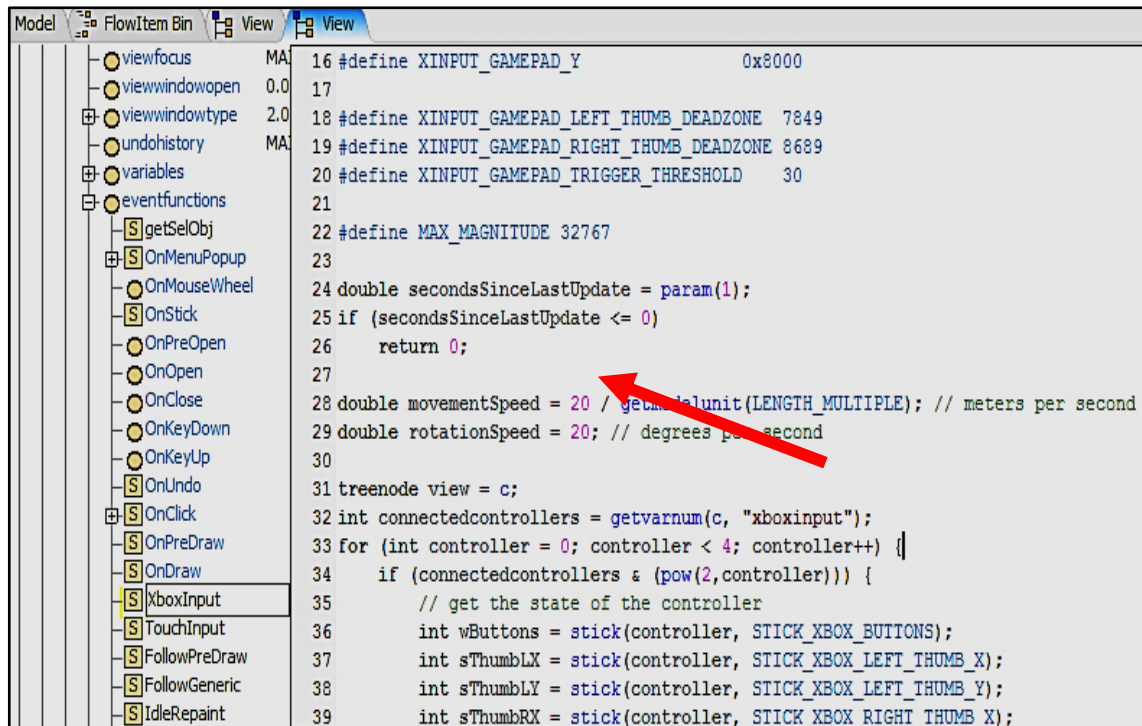 Model
FlowItem Bin
View
View
viewfocus MA
viewwindowopen 0.0
viewwindowtype 2.0
undohistory MA
variables
eventfunctions
S getSelObj
S OnMenuPopup
OnMouseWheel
S OnStick
OnPreOpen
OnOpen
OnClose
OnKeyDown
OnKeyUp
S OnUndo
S OnClick
S OnPreDraw
S OnDraw
S XboxInput
S TouchInput
S FollowPreDraw
S FollowGeneric
S IdleRepaint
16 #define XINPUT_GAMEPAD_Y 0x8000
17
18 #define XINPUT_GAMEPAD_LEFT_THUMB_DEADZONE 7849
19 #define XINPUT_GAMEPAD_RIGHT_THUMB_DEADZONE 8689
20 #define XINPUT_GAMEPAD_TRIGGER_THRESHOLD 30
21
22 #define MAX_MAGNITUDE 32767
23
24 double secondsSinceLastUpdate = param(1);
25 if (secondsSinceLastUpdate <= 0)
26 return 0;
27
28 double movementSpeed = 20 / getmodelunit(LENGTH_MULTIPLE); // meters per second
29 double rotationSpeed = 20; // degrees per second
30
31 treenode view = c;
32 int connectedcontrollers = getvarnum(c, "xboxinput");
33 for (int controller = 0; controller < 4; controller++) {
34 if (connectedcontrollers & (pow(2,controller))) {
35 // get the state of the controller
36 int wButtons = stick(controller, STICK_XBOX_BUTTONS);
37 int sThumbLX = stick(controller, STICK_XBOX_LEFT_THUMB_X);
38 int sThumbLY = stick(controller, STICK_XBOX_LEFT_THUMB_Y);
39 int sThumbRX = stick(controller, STICK_XBOX_RIGHT_THUMB_X);